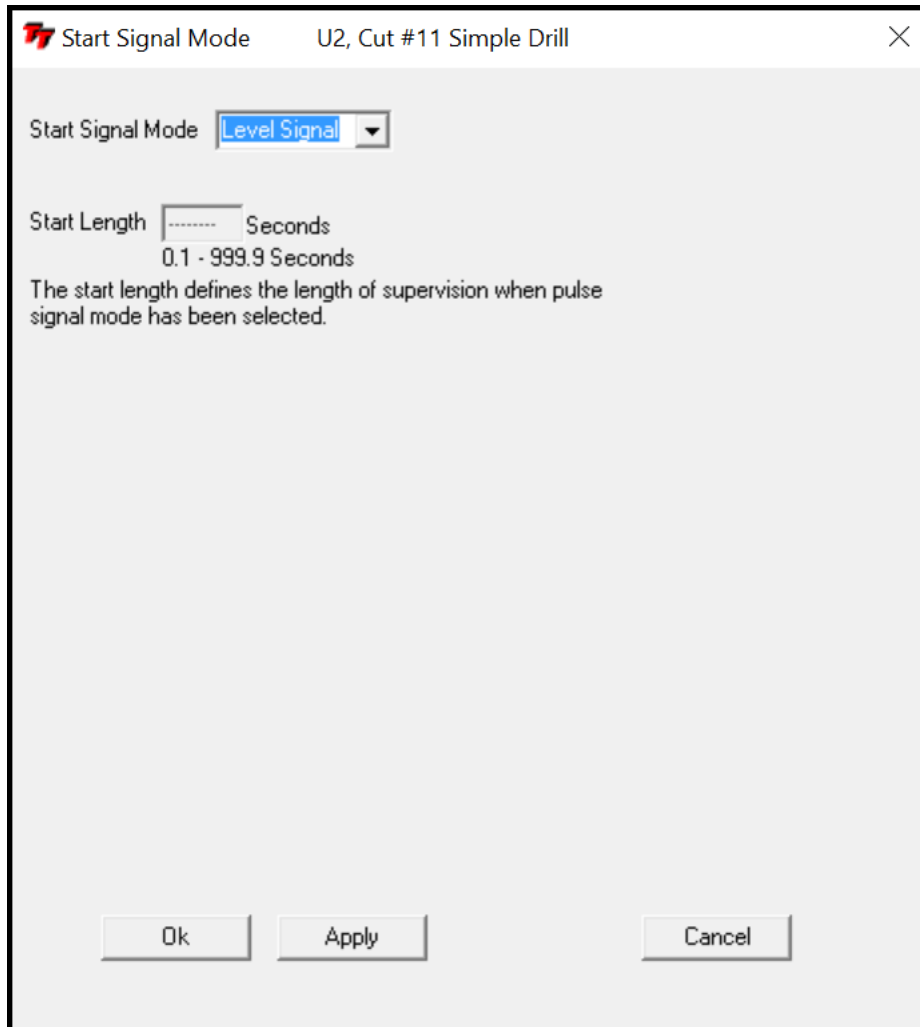 TT Start Signal Mode U2, Cut #11 Simple Drill
Start Signal Mode Level Signal
Start Length -------- Seconds
0.1 - 999.9 Seconds
The start length defines the length of supervision when pulse
signal mode has been selected.
Ok Apply Cancel